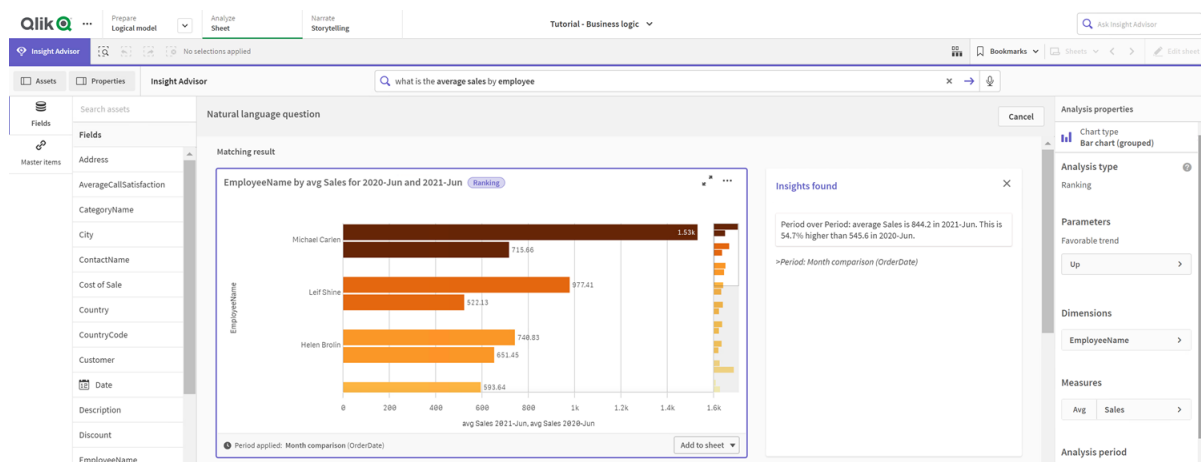 Qlik
Prepare
Logical model
Analyze
Sheet
Narrate
Storytelling
Tutorial - Business logic
Ask Insight Advisor
Insight Advisor
No selections applied
Bookmarks
Sheets
Edit sheet
Assets
Properties
Insight Advisor
what is the average sales by employee
Fields
Master items
Search assets
Fields
Address
AverageCallSatisfaction
CategoryName
City
ContactName
Cost of Sale
Country
CountryCode
Customer
Date
Description
Discount
EmployeeName
Natural language question
Cancel
Matching result
EmployeeName by avg Sales for 2020-Jun and 2021-Jun Ranking
EmployeeName
Michael Carlen
1.53k
715.66
Leif Shine
977.41
522.13
Helen Brolin
740.83
651.45
593.64
0 200 400 600 800 1k 1.2k 1.4k 1.6k
avg Sales 2021-Jun, avg Sales 2020-Jun
Period applied: Month comparison (OrderDate)
Add to sheet
Insights found
Period over Period: average Sales is 844.2 in 2021-Jun. This is
54.7% higher than 545.6 in 2020-Jun.
>Period: Month comparison (OrderDate)
Analysis properties
Chart type
Bar chart (grouped)
Analysis type
Ranking
Parameters
Favorable trend
Up
Dimensions
EmployeeName
Measures
Avg Sales
Analysis period